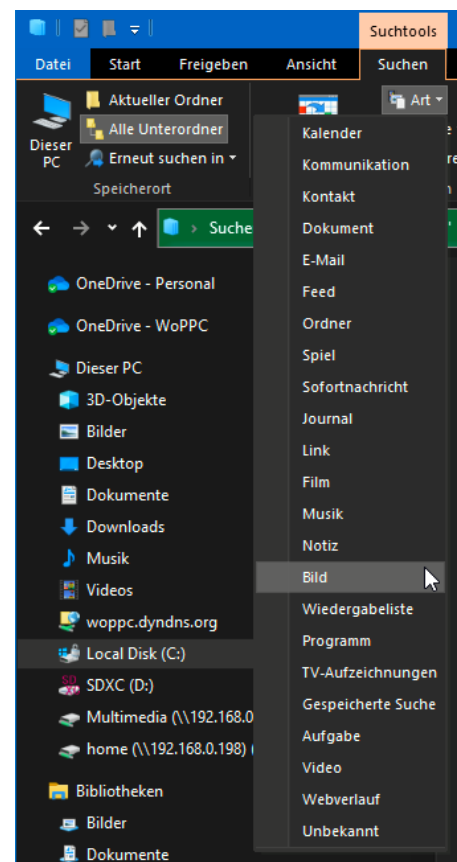 Suchtools
Datei Start Freigeben Ansicht Suchen
Aktueller Ordner
Art
Alle Unterordner
Dieser PC
Erneut suchen in
Speicherort
Suche
OneDrive - Personal
OneDrive - WoPPC
Dieser PC
3D-Objekte
Bilder
Desktop
Dokumente
Downloads
Musik
Videos
woppc.dyndns.org
Local Disk (C:)
SDXC (D:)
Multimedia (\\192.168.0
home (\\192.168.0.198) (
Bibliotheken
Bilder
Dokumente
Kalender
Kommunikation
Kontakt
Dokument
E-Mail
Feed
Ordner
Spiel
Sofortnachricht
Journal
Link
Film
Musik
Notiz
Bild
Wiedergabeliste
Programm
TV-Aufzeichnungen
Gespeicherte Suche
Aufgabe
Video
Webverlauf
Unbekannt